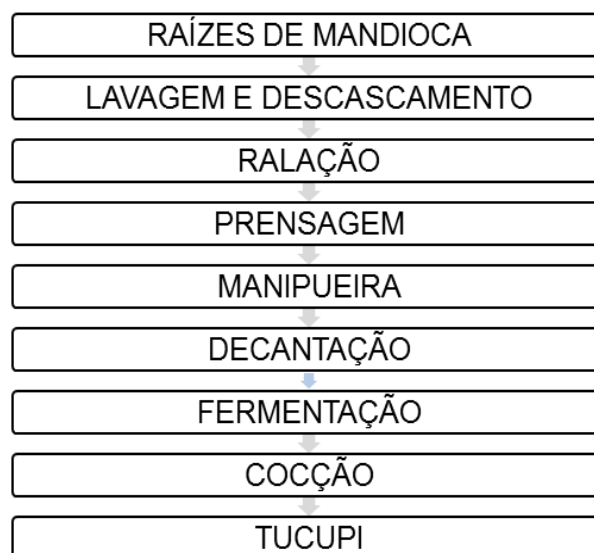 RAÍZES DE MANDIOCA
LAVAGEM E DESCASCAMENTO
RALAÇÃO
PRENSAGEM
MANIPUEIRA
DECANTAÇÃO
FERMENTAÇÃO
COCÇÃO
TUCUPI